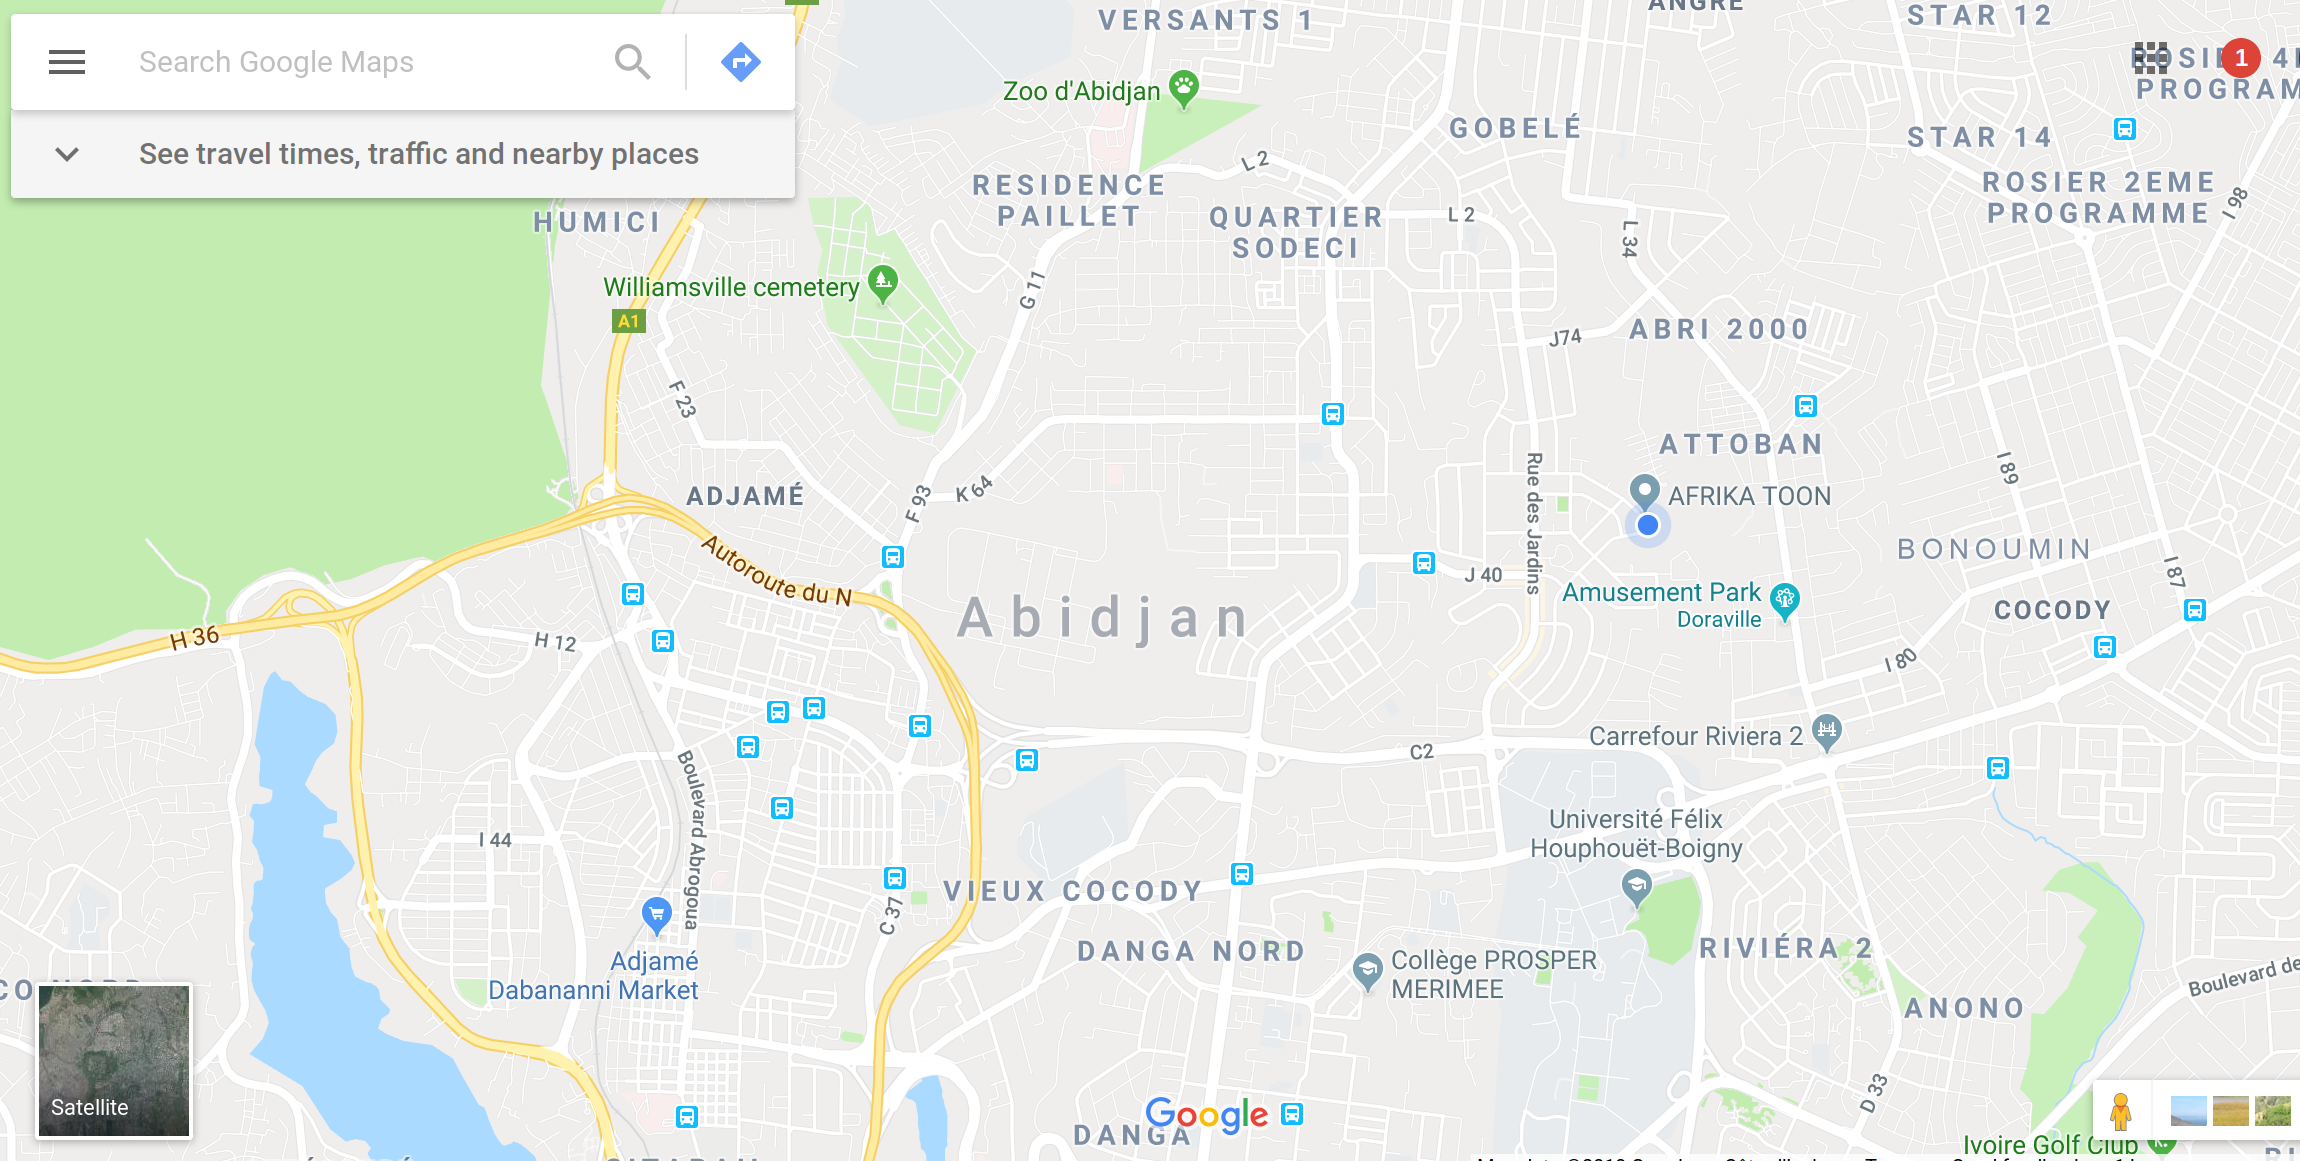 VERSANTS 1
ANGRE
STAR 12
Search Google Maps
1
PROGRAM
Zoo d'Abidjan
GOBELÉ
STAR 14
See travel times, traffic and nearby places
L 2
RESIDENCE
PAILLET
ROSIER 2EME
PROGRAMME
I 98
HUMICI
QUARTIER
SODECI
L 2
L 34
Williamsville cemetery
G 11
A1
J74
ABRI 2000
F 23
ATTOBAN
I 89
ADJAMÉ
F 93
K 64
Rue des Jardins
AFRIKA TOON
BONOUMIN
Autoroute du N
J 40
I 87
Amusement Park
Doraville
COCODY
Abidjan
H 36
H 12
I 80
C2
Carrefour Riviera 2
Boulevard Abrogoua
I 44
Université Félix
Houphouët-Boigny
VIEUX COCODY
C 37
DANGA NORD
RIVIÉRA 2
Adjamé
Dabananni Market
Collège PROSPER
MERIMEE
Boulevard de
ANONO
D 33
Satellite
Google
DANGA
Ivoire Golf Club